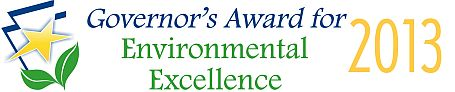 Governor's Award for
Environmental
Excellence
2013